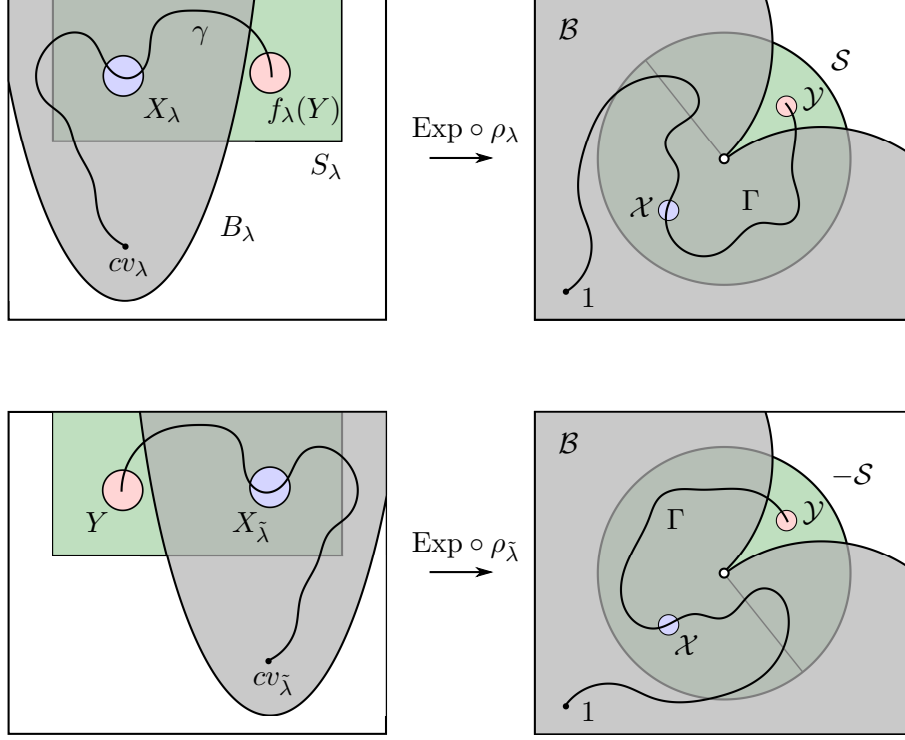 γ
X_λ
f_λ(Y)
S_λ
B_λ
cv_λ
Exp ∘ ρ_λ
ℬ
𝒮
𝒴
𝒳
Γ
1
Y
X_λ̃
cv_λ̃
Exp ∘ ρ_λ̃
ℬ
−𝒮
Γ
𝒴
𝒳
1